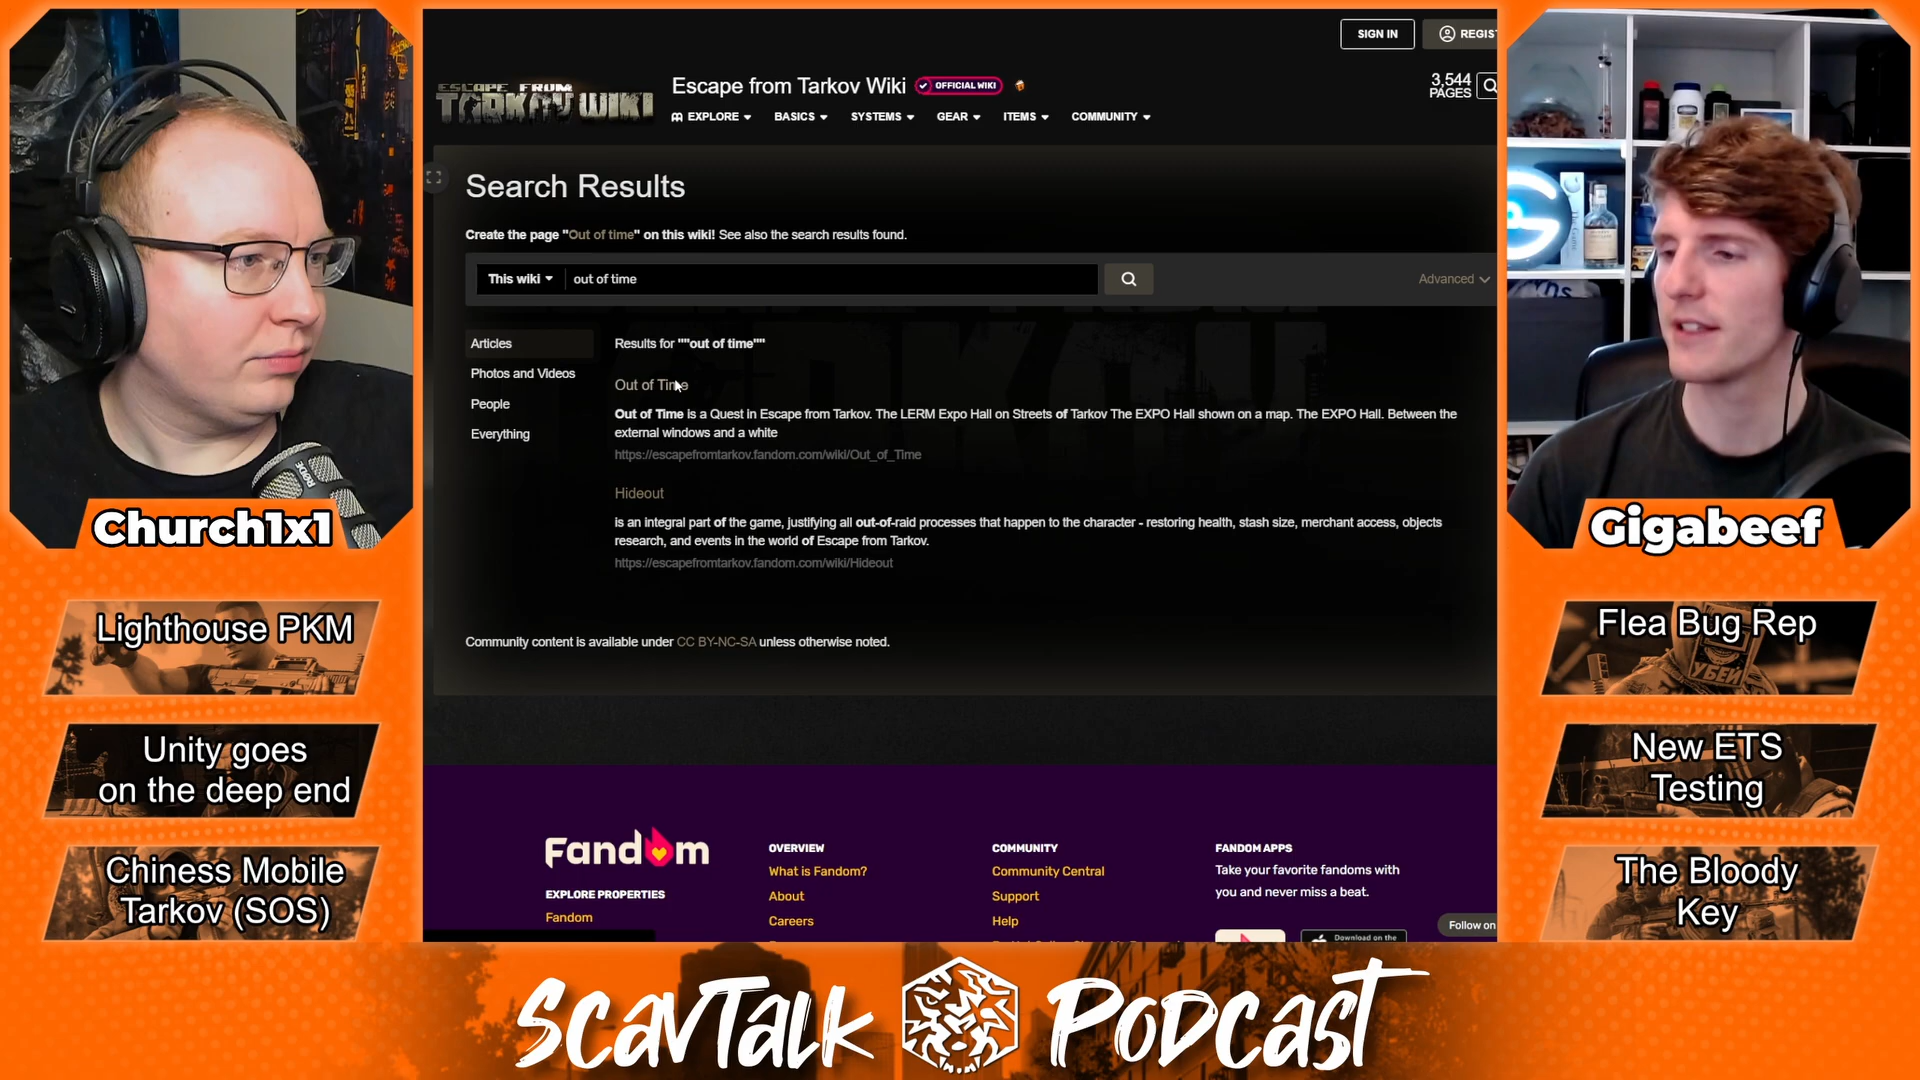 SIGN IN
REGIST
ESCAPE FROM
TARKOV WIKI
Escape from Tarkov Wiki
OFFICIAL WIKI
3,544
PAGES
EXPLORE
BASICS
SYSTEMS
GEAR
ITEMS
COMMUNITY
Search Results
Create the page "Out of time" on this wiki! See also the search results found.
This wiki
out of time
Advanced
Articles
Photos and Videos
People
Everything
Results for ""out of time""
Out of Time
Out of Time is a Quest in Escape from Tarkov. The LERM Expo Hall on Streets of Tarkov The EXPO Hall shown on a map. The EXPO Hall. Between the
external windows and a white
https://escapefromtarkov.fandom.com/wiki/Out_of_Time
Hideout
is an integral part of the game, justifying all out-of-raid processes that happen to the character - restoring health, stash size, merchant access, objects
research, and events in the world of Escape from Tarkov.
https://escapefromtarkov.fandom.com/wiki/Hideout
Community content is available under CC BY-NC-SA unless otherwise noted.
Fandom
EXPLORE PROPERTIES
Fandom
OVERVIEW
What is Fandom?
About
Careers
COMMUNITY
Community Central
Support
Help
FANDOM APPS
Take your favorite fandoms with
you and never miss a beat.
Download on the
Follow on
RØDE
Church1x1
Lighthouse PKM
Unity goes
on the deep end
Chiness Mobile
Tarkov (SOS)
Gigabeef
Flea Bug Rep
УБЕЙ
New ETS
Testing
The Bloody
Key
ScavTalk Podcast